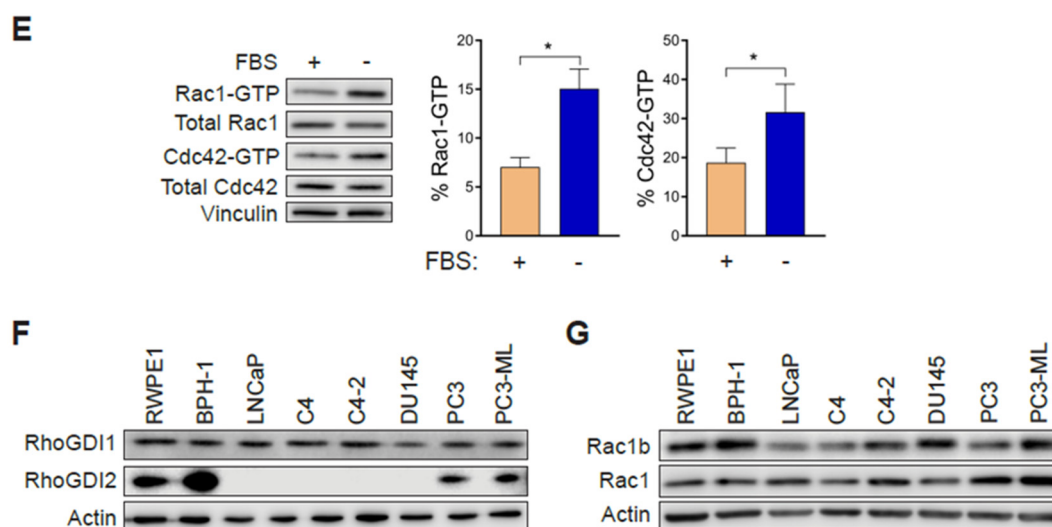 E
FBS + -
Rac1-GTP
Total Rac1
Cdc42-GTP
Total Cdc42
Vinculin
% Rac1-GTP
20
15
10
5
0
*
FBS: + -
% Cdc42-GTP
50
40
30
20
10
0
*
+ -
F
RWPE1 BPH-1 LNCaP C4 C4-2 DU145 PC3 PC3-ML
RhoGDI1
RhoGDI2
Actin
G
RWPE1 BPH-1 LNCaP C4 C4-2 DU145 PC3 PC3-ML
Rac1b
Rac1
Actin